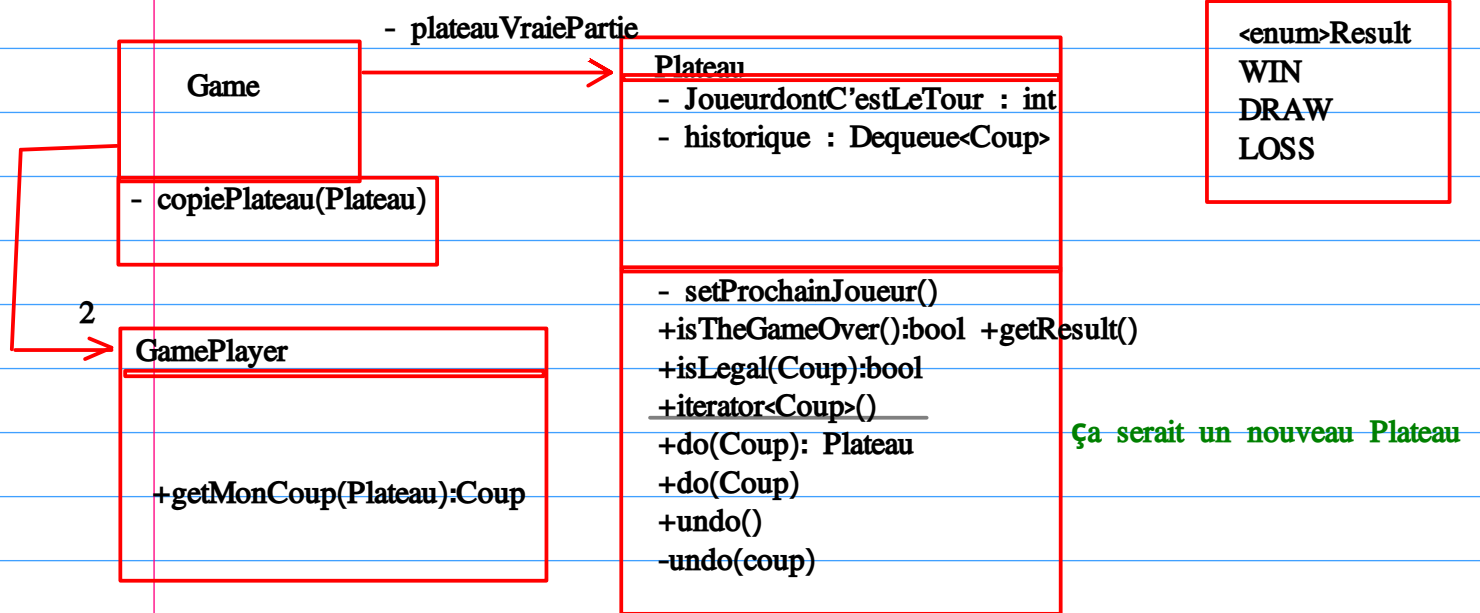 - plateauVraiePartie
Game
- copiePlateau(Plateau)
2
GamePlayer
+getMonCoup(Plateau):Coup
Plateau
- JoueurdontC'estLeTour : int
- historique : Dequeue<Coup>
- setProchainJoueur()
+isTheGameOver():bool +getResult()
+isLegal(Coup):bool
+iterator<Coup>()
+do(Coup): Plateau
+do(Coup)
+undo()
-undo(coup)
ça serait un nouveau Plateau
<enum>Result
WIN
DRAW
LOSS